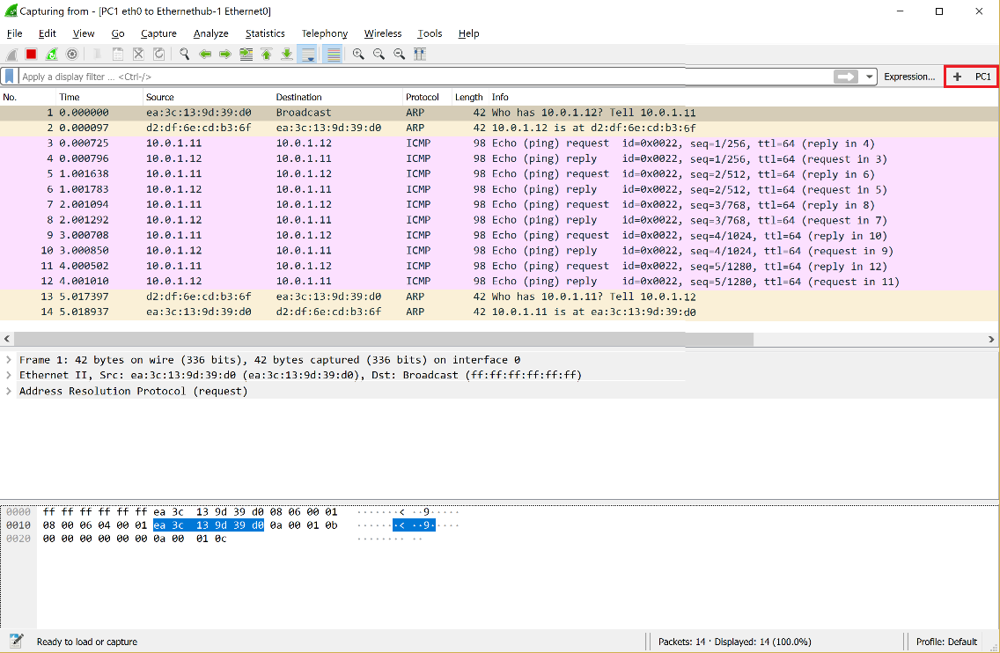 Capturing from - [PC1 eth0 to Ethernethub-1 Ethernet0]
File Edit View Go Capture Analyze Statistics Telephony Wireless Tools Help
Apply a display filter ... <Ctrl-/> Expression... + PC1
No. Time Source Destination Protocol Length Info
1 0.000000 ea:3c:13:9d:39:d0 Broadcast ARP 42 Who has 10.0.1.12? Tell 10.0.1.11
2 0.000097 d2:df:6e:cd:b3:6f ea:3c:13:9d:39:d0 ARP 42 10.0.1.12 is at d2:df:6e:cd:b3:6f
3 0.000725 10.0.1.11 10.0.1.12 ICMP 98 Echo (ping) request id=0x0022, seq=1/256, ttl=64 (reply in 4)
4 0.000796 10.0.1.12 10.0.1.11 ICMP 98 Echo (ping) reply id=0x0022, seq=1/256, ttl=64 (request in 3)
5 1.001638 10.0.1.11 10.0.1.12 ICMP 98 Echo (ping) request id=0x0022, seq=2/512, ttl=64 (reply in 6)
6 1.001783 10.0.1.12 10.0.1.11 ICMP 98 Echo (ping) reply id=0x0022, seq=2/512, ttl=64 (request in 5)
7 2.001094 10.0.1.11 10.0.1.12 ICMP 98 Echo (ping) request id=0x0022, seq=3/768, ttl=64 (reply in 8)
8 2.001292 10.0.1.12 10.0.1.11 ICMP 98 Echo (ping) reply id=0x0022, seq=3/768, ttl=64 (request in 7)
9 3.000708 10.0.1.11 10.0.1.12 ICMP 98 Echo (ping) request id=0x0022, seq=4/1024, ttl=64 (reply in 10)
10 3.000850 10.0.1.12 10.0.1.11 ICMP 98 Echo (ping) reply id=0x0022, seq=4/1024, ttl=64 (request in 9)
11 4.000502 10.0.1.11 10.0.1.12 ICMP 98 Echo (ping) request id=0x0022, seq=5/1280, ttl=64 (reply in 12)
12 4.001010 10.0.1.12 10.0.1.11 ICMP 98 Echo (ping) reply id=0x0022, seq=5/1280, ttl=64 (request in 11)
13 5.017397 d2:df:6e:cd:b3:6f ea:3c:13:9d:39:d0 ARP 42 Who has 10.0.1.11? Tell 10.0.1.12
14 5.018937 ea:3c:13:9d:39:d0 d2:df:6e:cd:b3:6f ARP 42 10.0.1.11 is at ea:3c:13:9d:39:d0
Frame 1: 42 bytes on wire (336 bits), 42 bytes captured (336 bits) on interface 0
Ethernet II, Src: ea:3c:13:9d:39:d0 (ea:3c:13:9d:39:d0), Dst: Broadcast (ff:ff:ff:ff:ff:ff)
Address Resolution Protocol (request)
0000 ff ff ff ff ff ff ea 3c 13 9d 39 d0 08 06 00 01 ·······< ··9·····
0010 08 00 06 04 00 01 ea 3c 13 9d 39 d0 0a 00 01 0b ·······< ··9·····
0020 00 00 00 00 00 00 0a 00 01 0c ········ ··
Ready to load or capture Packets: 14 · Displayed: 14 (100.0%) Profile: Default